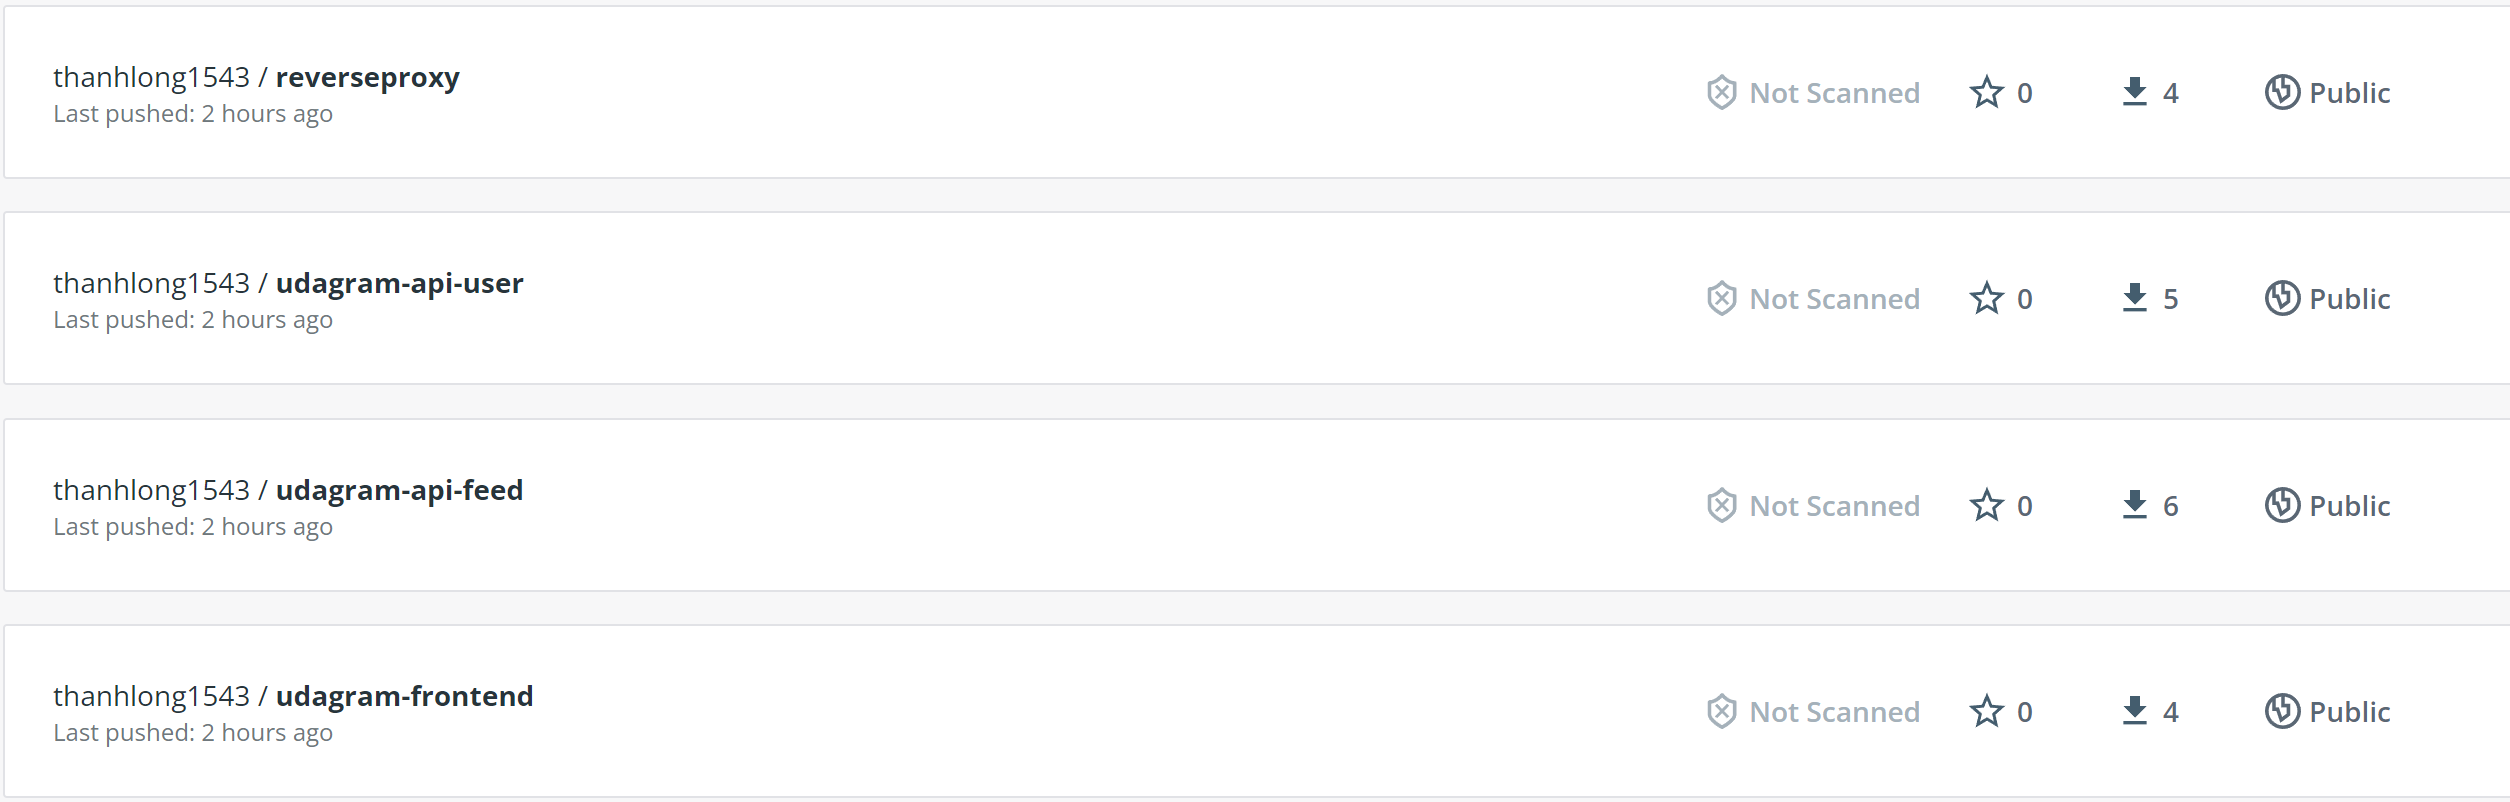 thanhlong1543 / reverseproxy
Last pushed: 2 hours ago
Not Scanned 0 4 Public
thanhlong1543 / udagram-api-user
Last pushed: 2 hours ago
Not Scanned 0 5 Public
thanhlong1543 / udagram-api-feed
Last pushed: 2 hours ago
Not Scanned 0 6 Public
thanhlong1543 / udagram-frontend
Last pushed: 2 hours ago
Not Scanned 0 4 Public